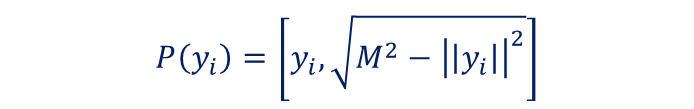 P(y_i) = [y_i, √(M² − ||y_i||²)]